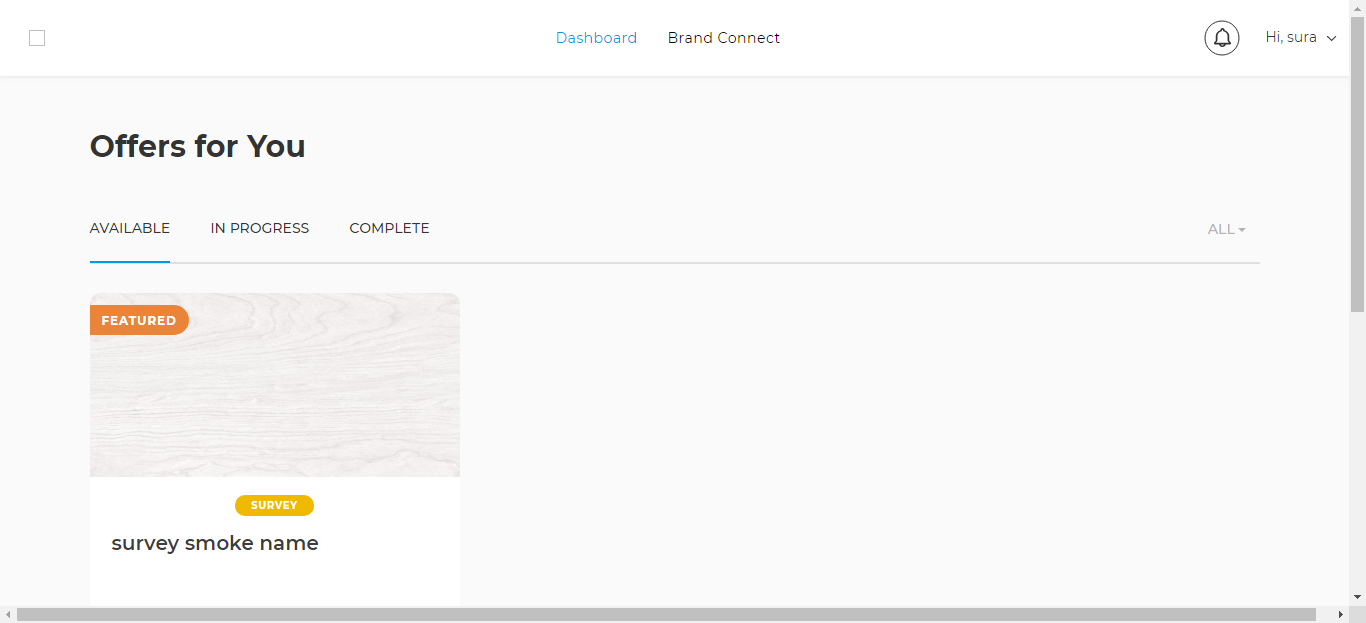 Dashboard Brand Connect Hi, sura
Offers for You
AVAILABLE IN PROGRESS COMPLETE ALL
FEATURED
SURVEY
survey smoke name